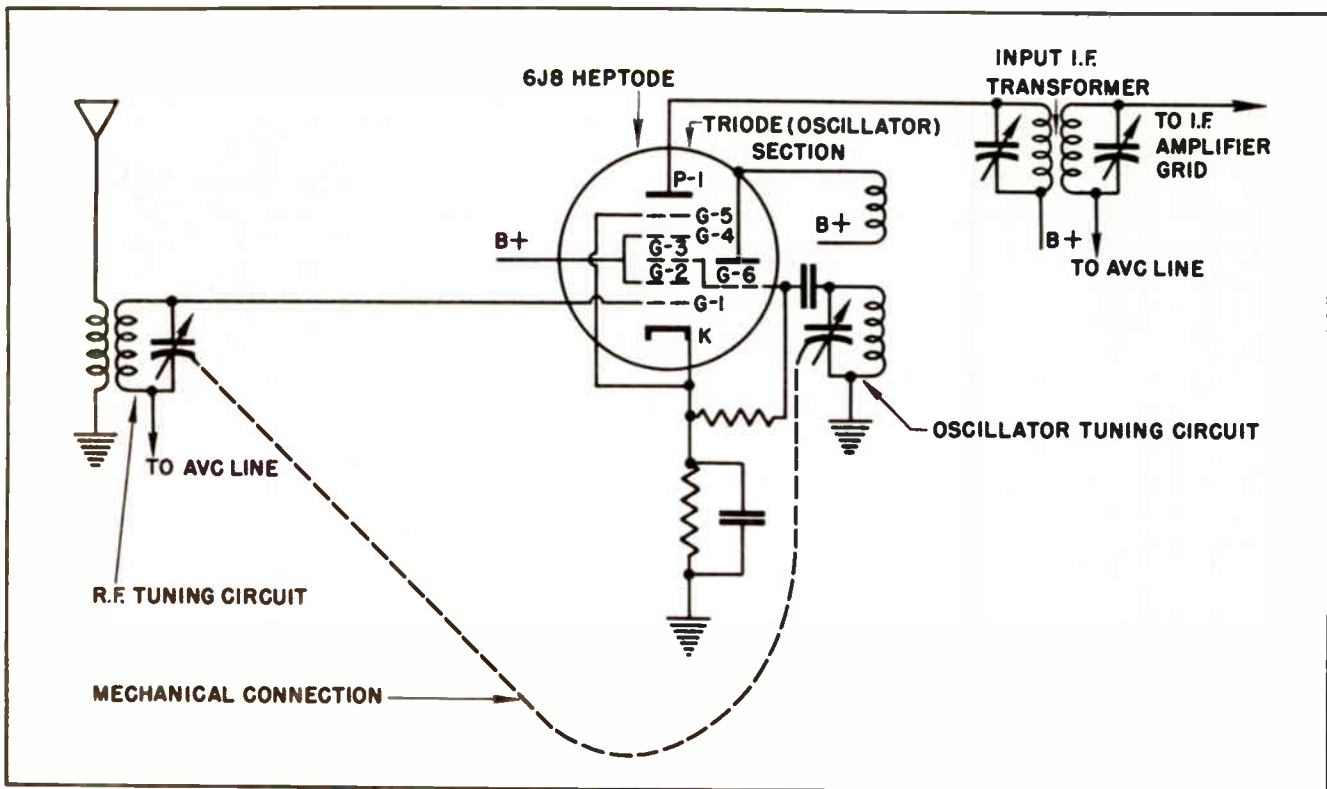 6J8 HEPTODE
TRIODE (OSCILLATOR)
SECTION
INPUT I.F.
TRANSFORMER
TO I.F.
AMPLIFIER
GRID
P-1
G-5
G-4
B+
G-3
G-2
G-6
G-1
K
B+
B+
TO AVC LINE
TO AVC LINE
OSCILLATOR TUNING CIRCUIT
R.F. TUNING CIRCUIT
MECHANICAL CONNECTION